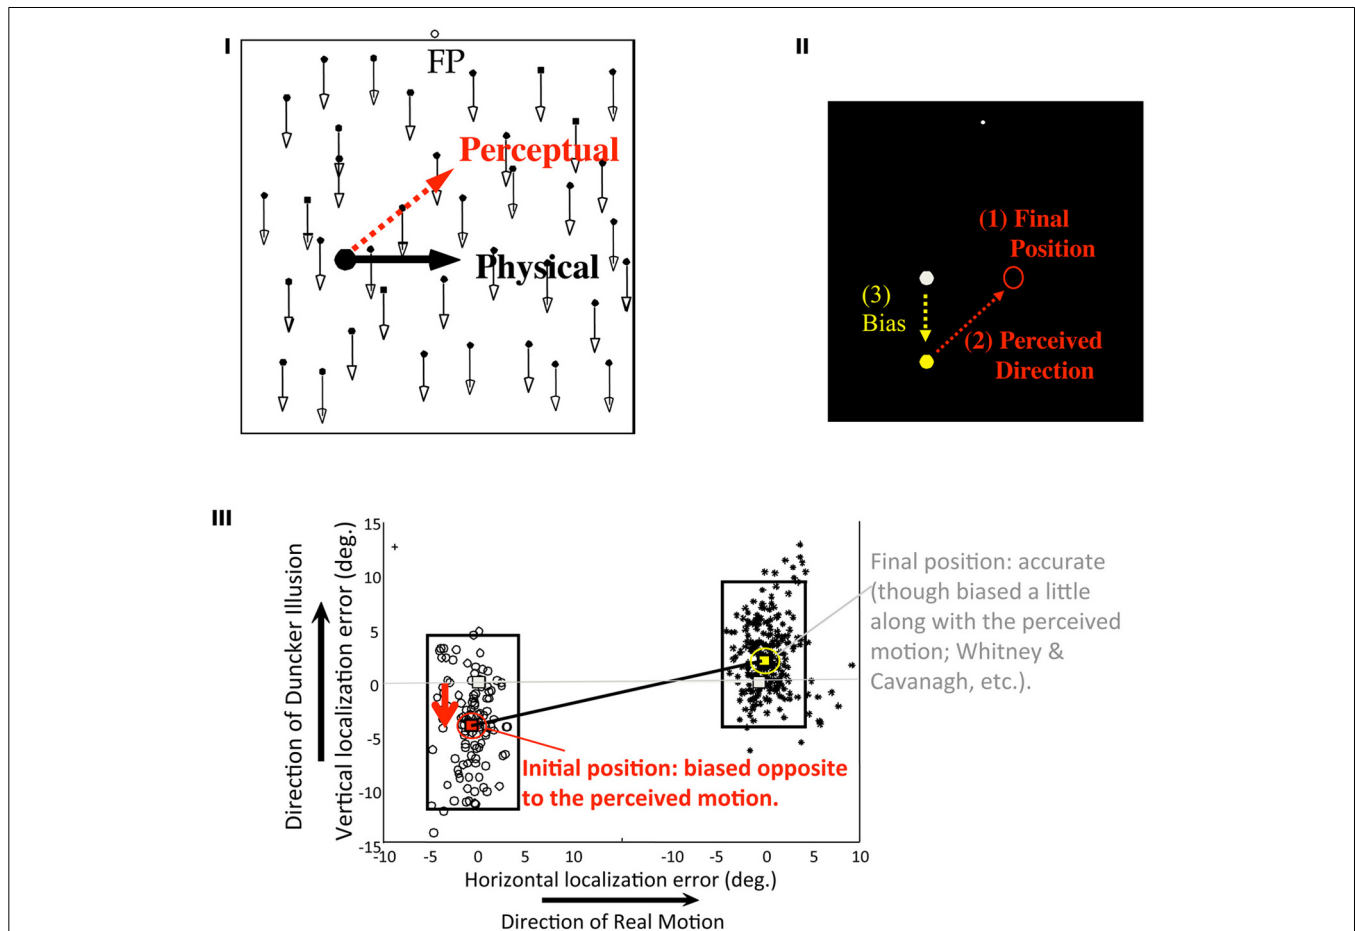 I
FP
Perceptual
Physical
II
(1) Final
Position
(3)
Bias
(2) Perceived
Direction
III
Direction of Duncker Illusion
Vertical localization error (deg.)
15
10
5
0
-5
-10
-15
-10 -5 0 5 10 -10 -5 0 5 10
Horizontal localization error (deg.)
Direction of Real Motion
Initial position: biased opposite
to the perceived motion.
Final position: accurate
(though biased a little
along with the perceived
motion; Whitney &
Cavanagh, etc.).